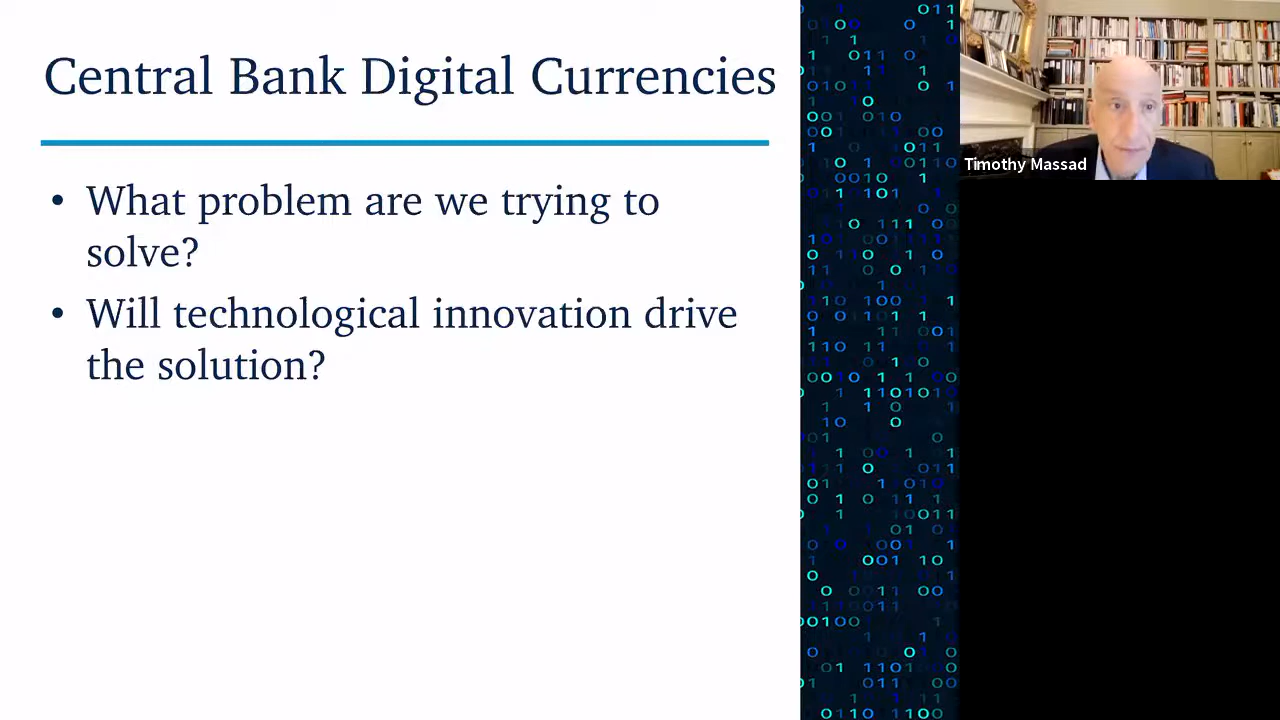 Central Bank Digital Currencies
• What problem are we trying to
solve?
• Will technological innovation drive
the solution?
Timothy Massad